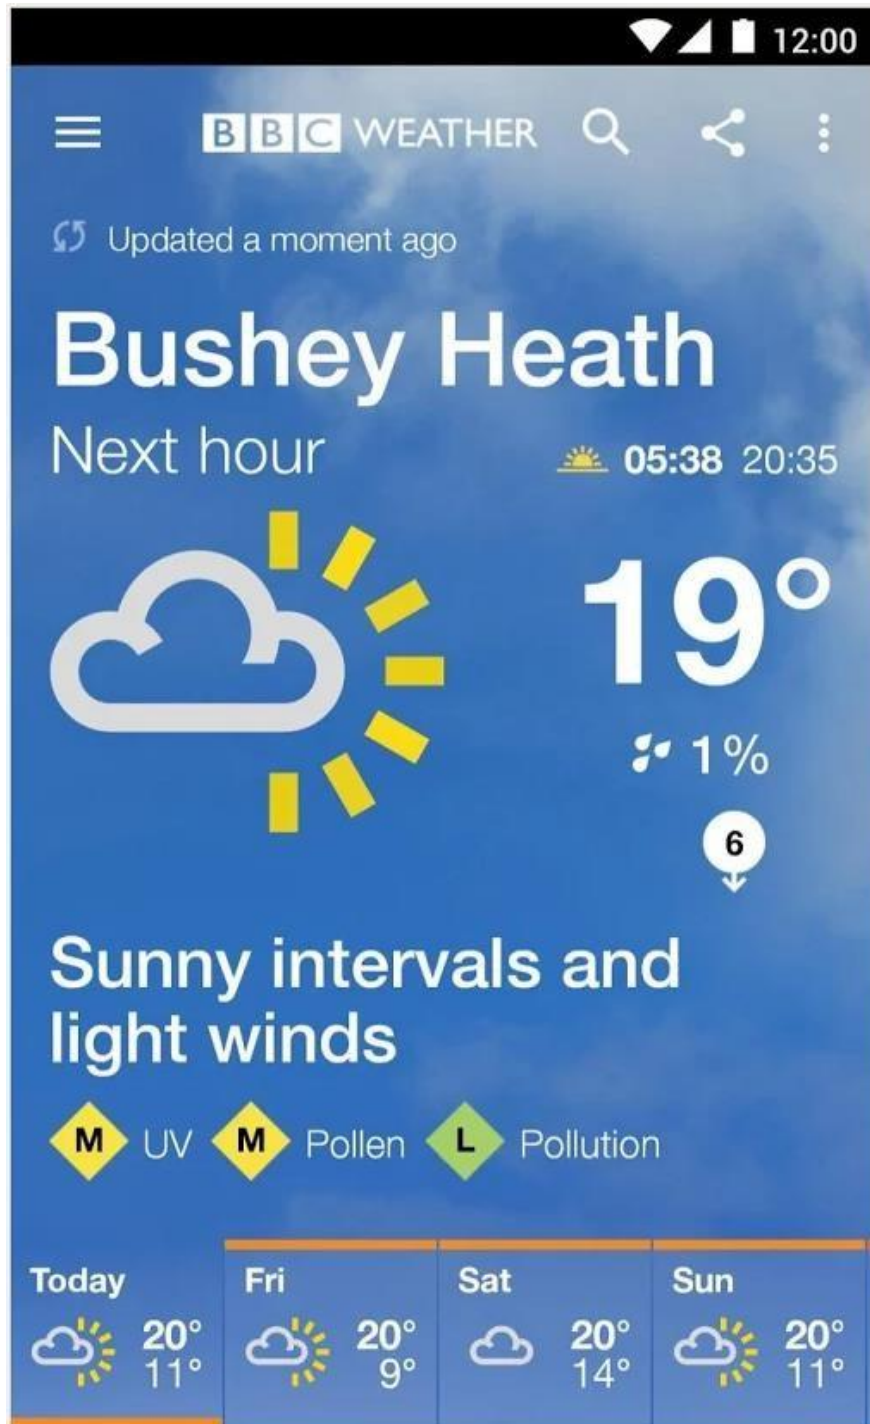 12:00
BBC WEATHER
Updated a moment ago
Bushey Heath
Next hour
05:38 20:35
19°
1%
6
Sunny intervals and
light winds
M UV M Pollen L Pollution
Today Fri Sat Sun
20° 20° 20° 20°
11° 9° 14° 11°